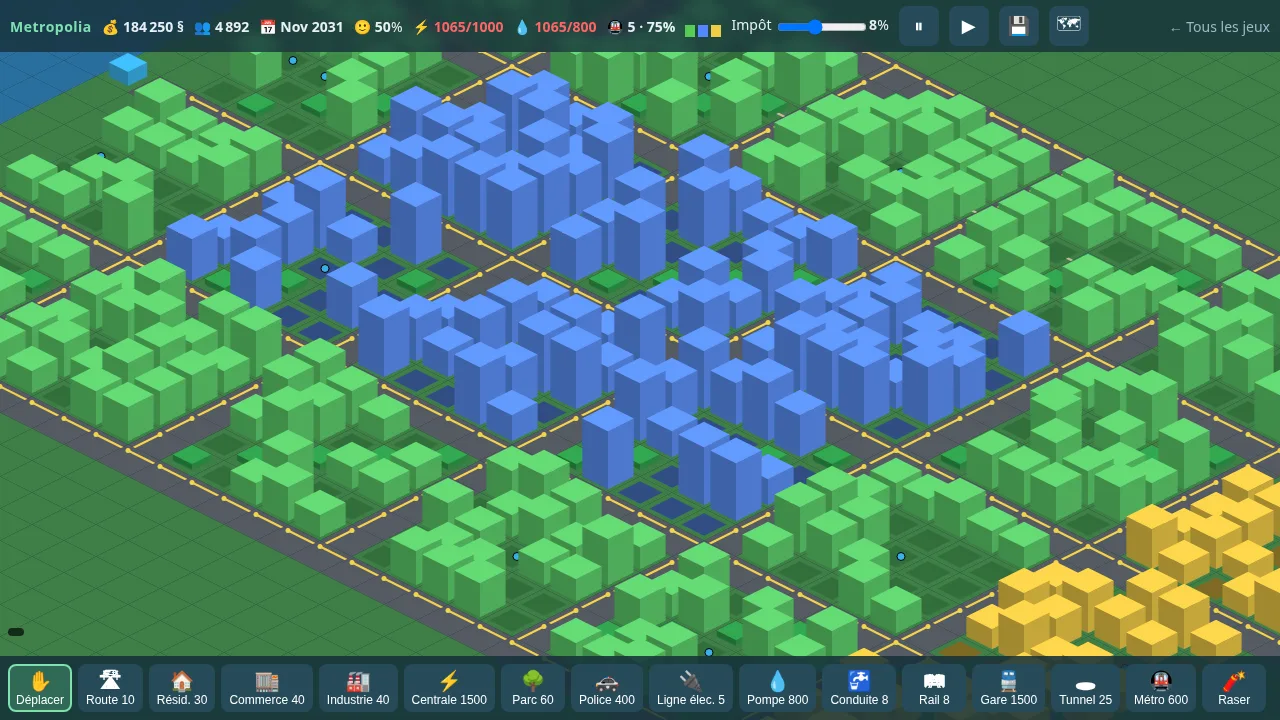 Metropolia 💰 184 250 § 👥 4 892 📅 Nov 2031 🙂 50% ⚡ 1065/1000 💧 1065/800 🚇 5 · 75% Impôt 8% ⏸ ▶ 💾 🗺 ← Tous les jeux
Déplacer Route 10 Résid. 30 Commerce 40 Industrie 40 Centrale 1500 Parc 60 Police 400 Ligne élec. 5 Pompe 800 Conduite 8 Rail 8 Gare 1500 Tunnel 25 Métro 600 Raser